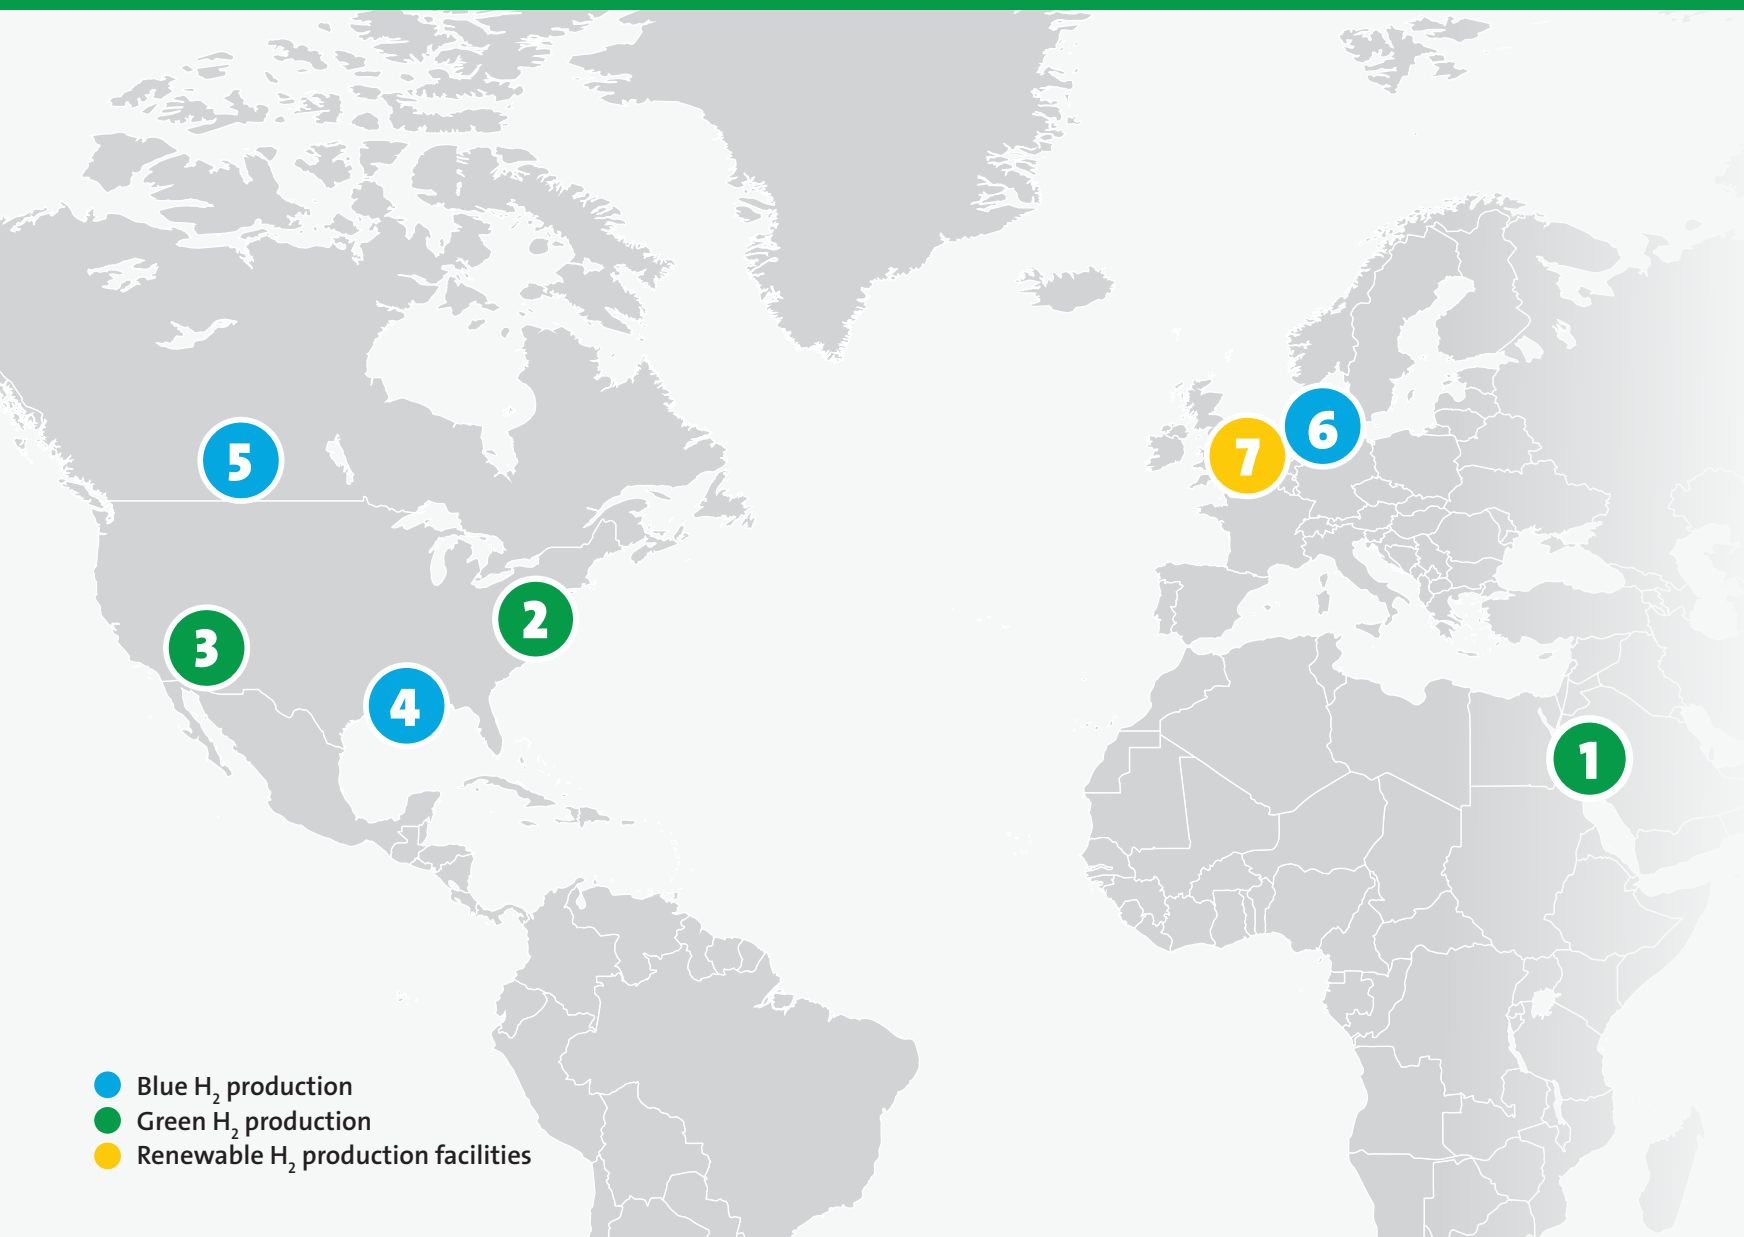 6
7
5
2
3
4
1
Blue H₂ production
Green H₂ production
Renewable H₂ production facilities